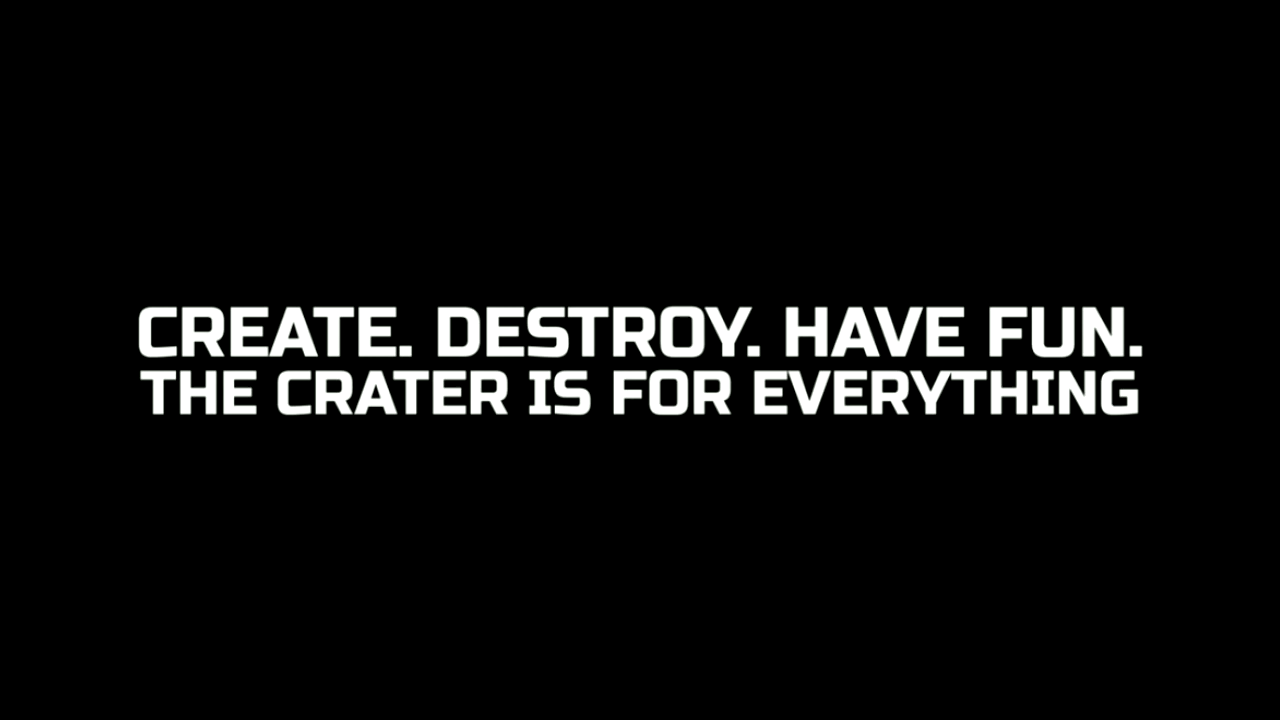 CREATE. DESTROY. HAVE FUN.
THE CRATER IS FOR EVERYTHING